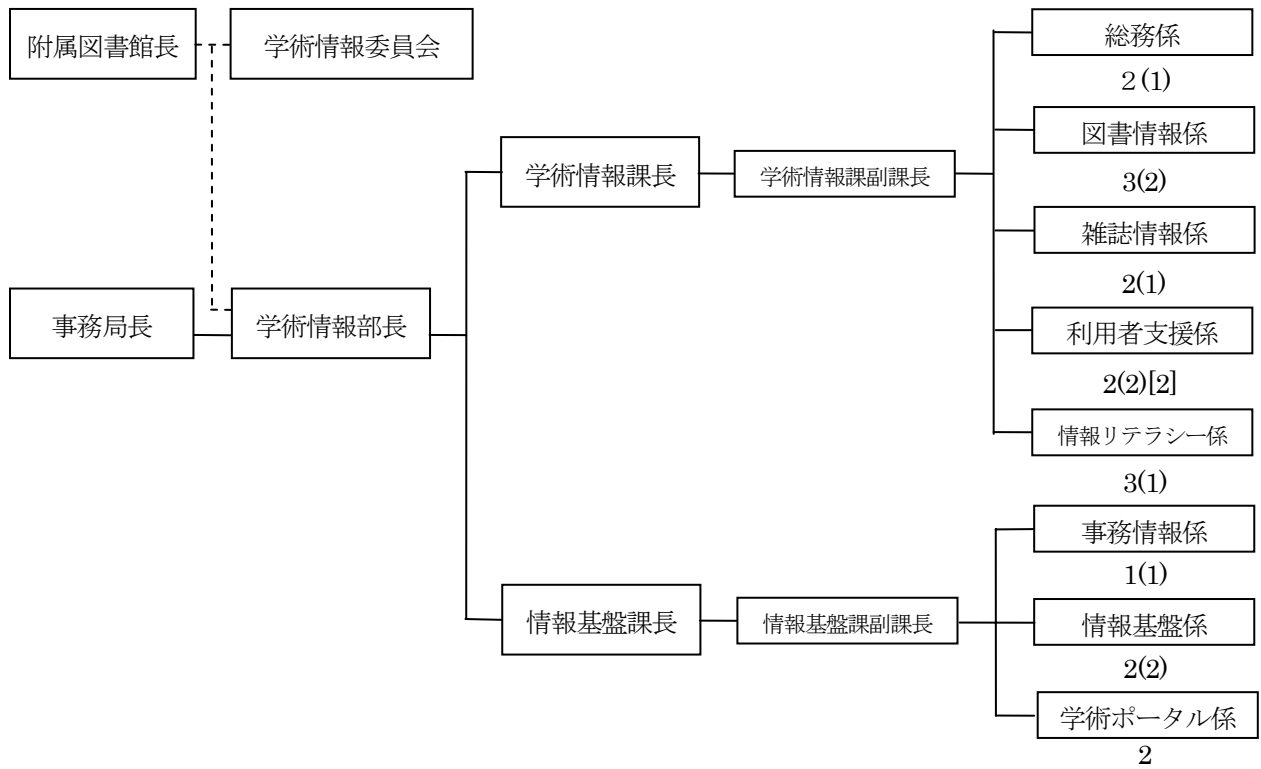 附属図書館長
学術情報委員会
事務局長
学術情報部長
学術情報課長
学術情報課副課長
総務係
2(1)
図書情報係
3(2)
雑誌情報係
2(1)
利用者支援係
2(2)[2]
情報リテラシー係
3(1)
情報基盤課長
情報基盤課副課長
事務情報係
1(1)
情報基盤係
2(2)
学術ポータル係
2